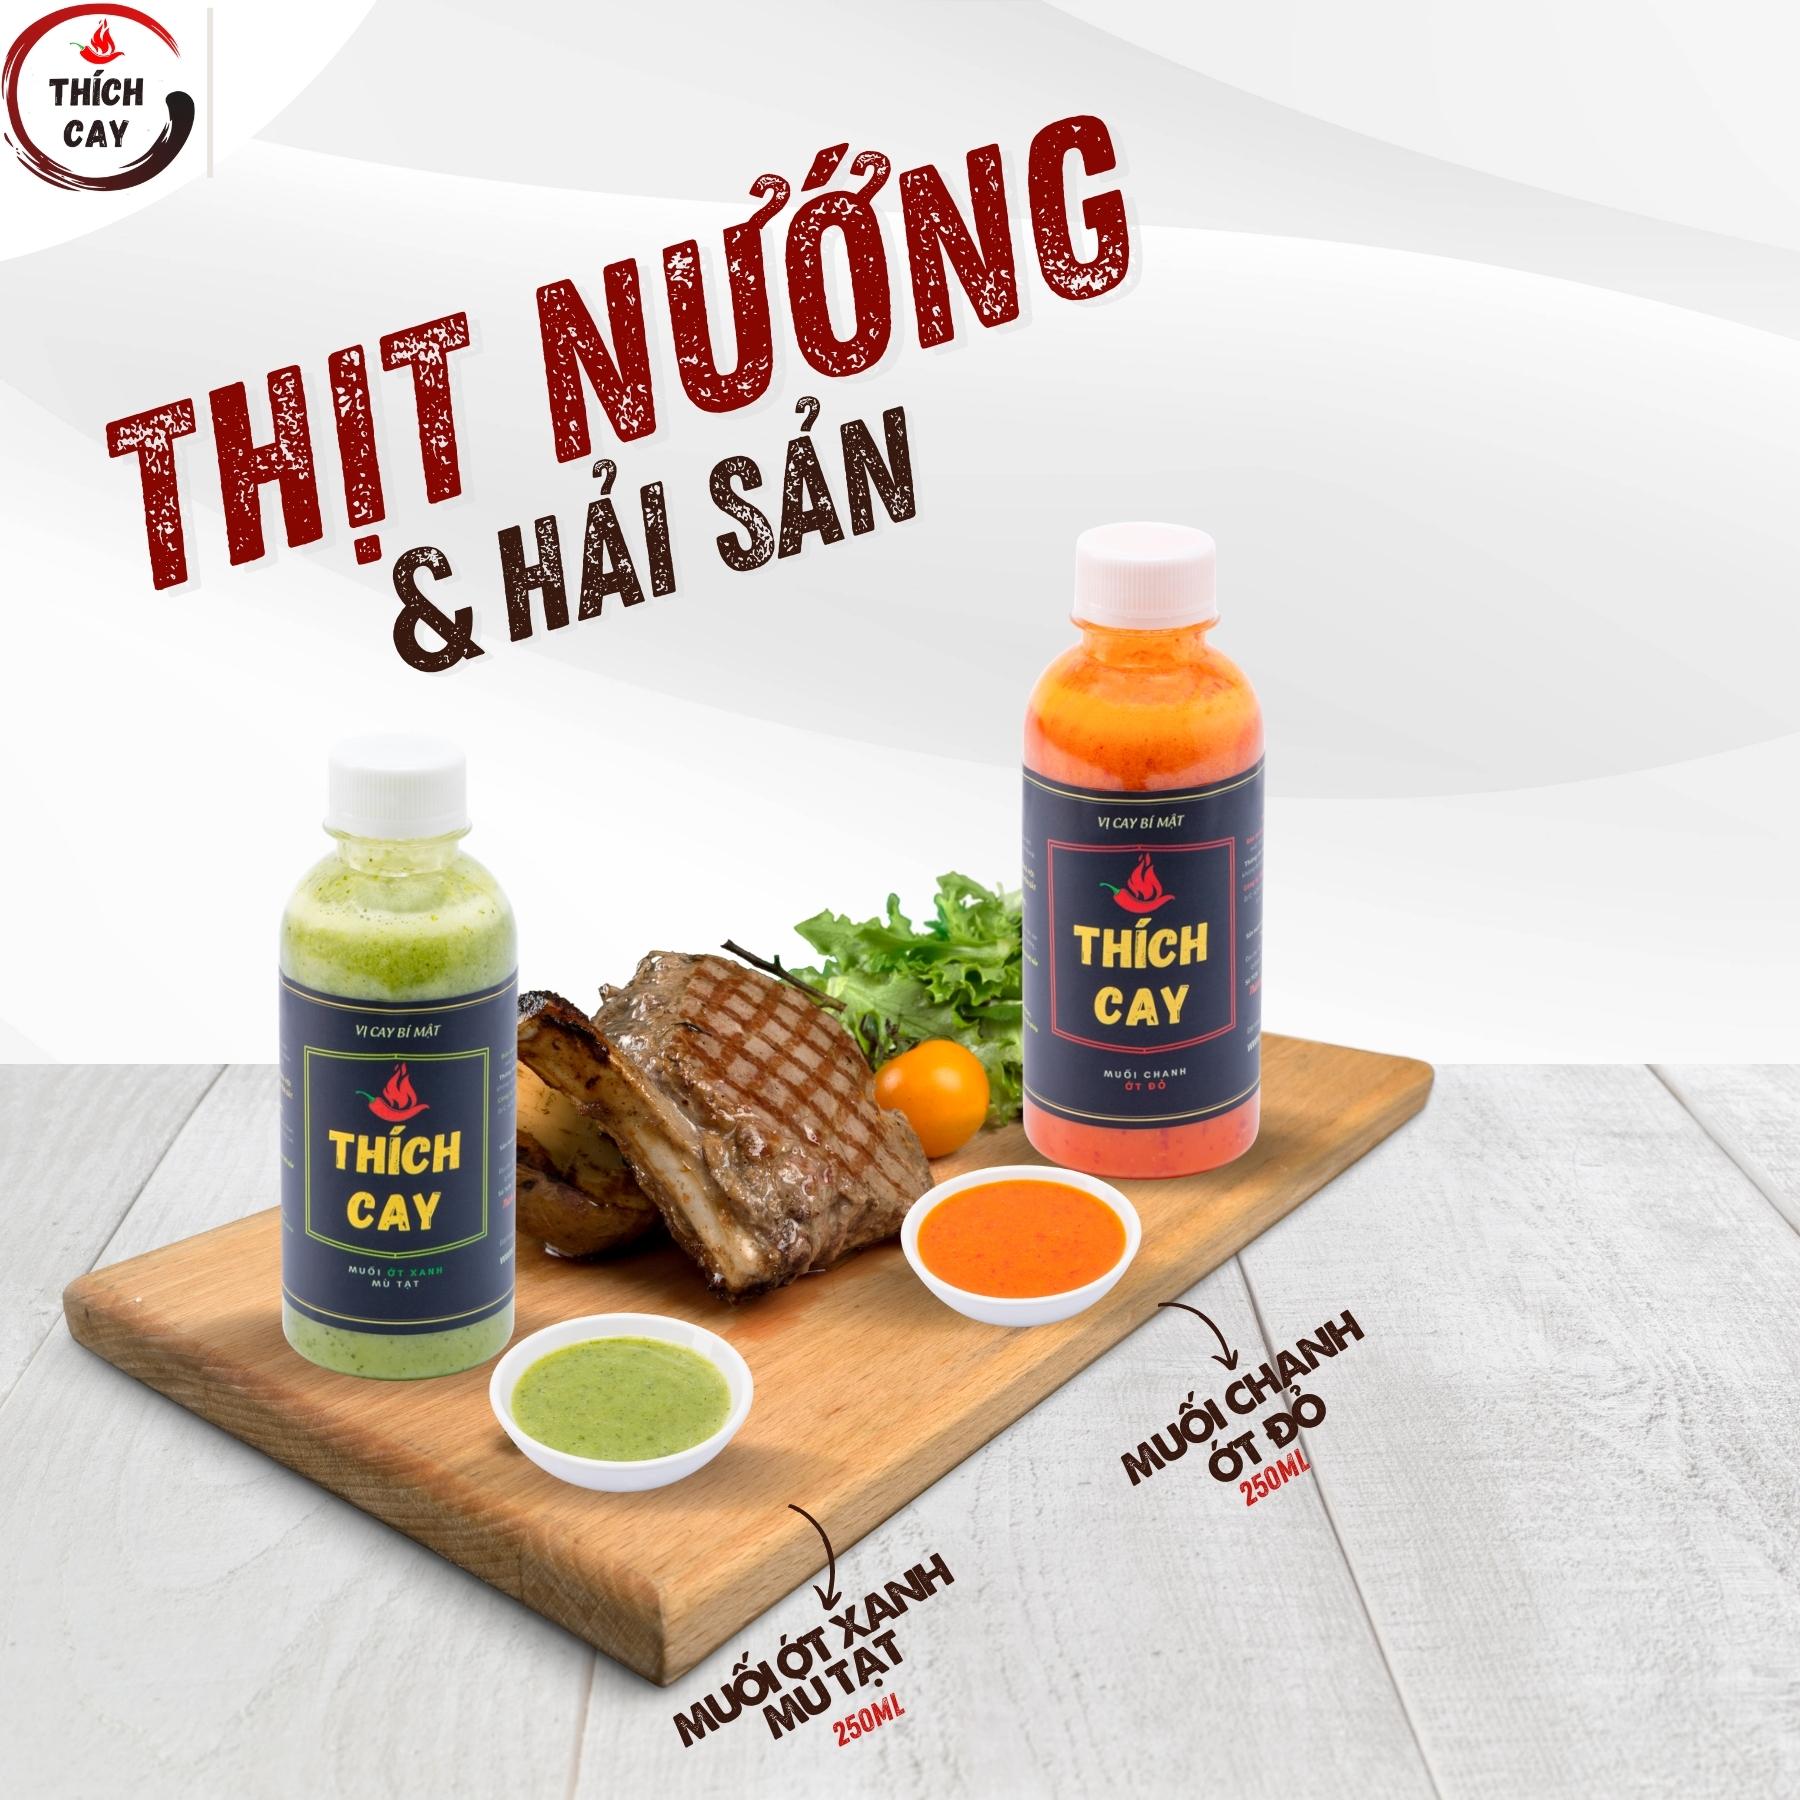 THÍCH
CAY
THỊT NƯỚNG
& HẢI SẢN
VỊ CAY BÍ MẬT
THÍCH
CAY
MUỐI CHANH
ỚT ĐỎ
VỊ CAY BÍ MẬT
THÍCH
CAY
MUỐI ỚT XANH
MÙ TẠT
MUỐI CHANH
ỚT ĐỎ
250ML
MUỐI ỚT XANH
MÙ TẠT
250ML